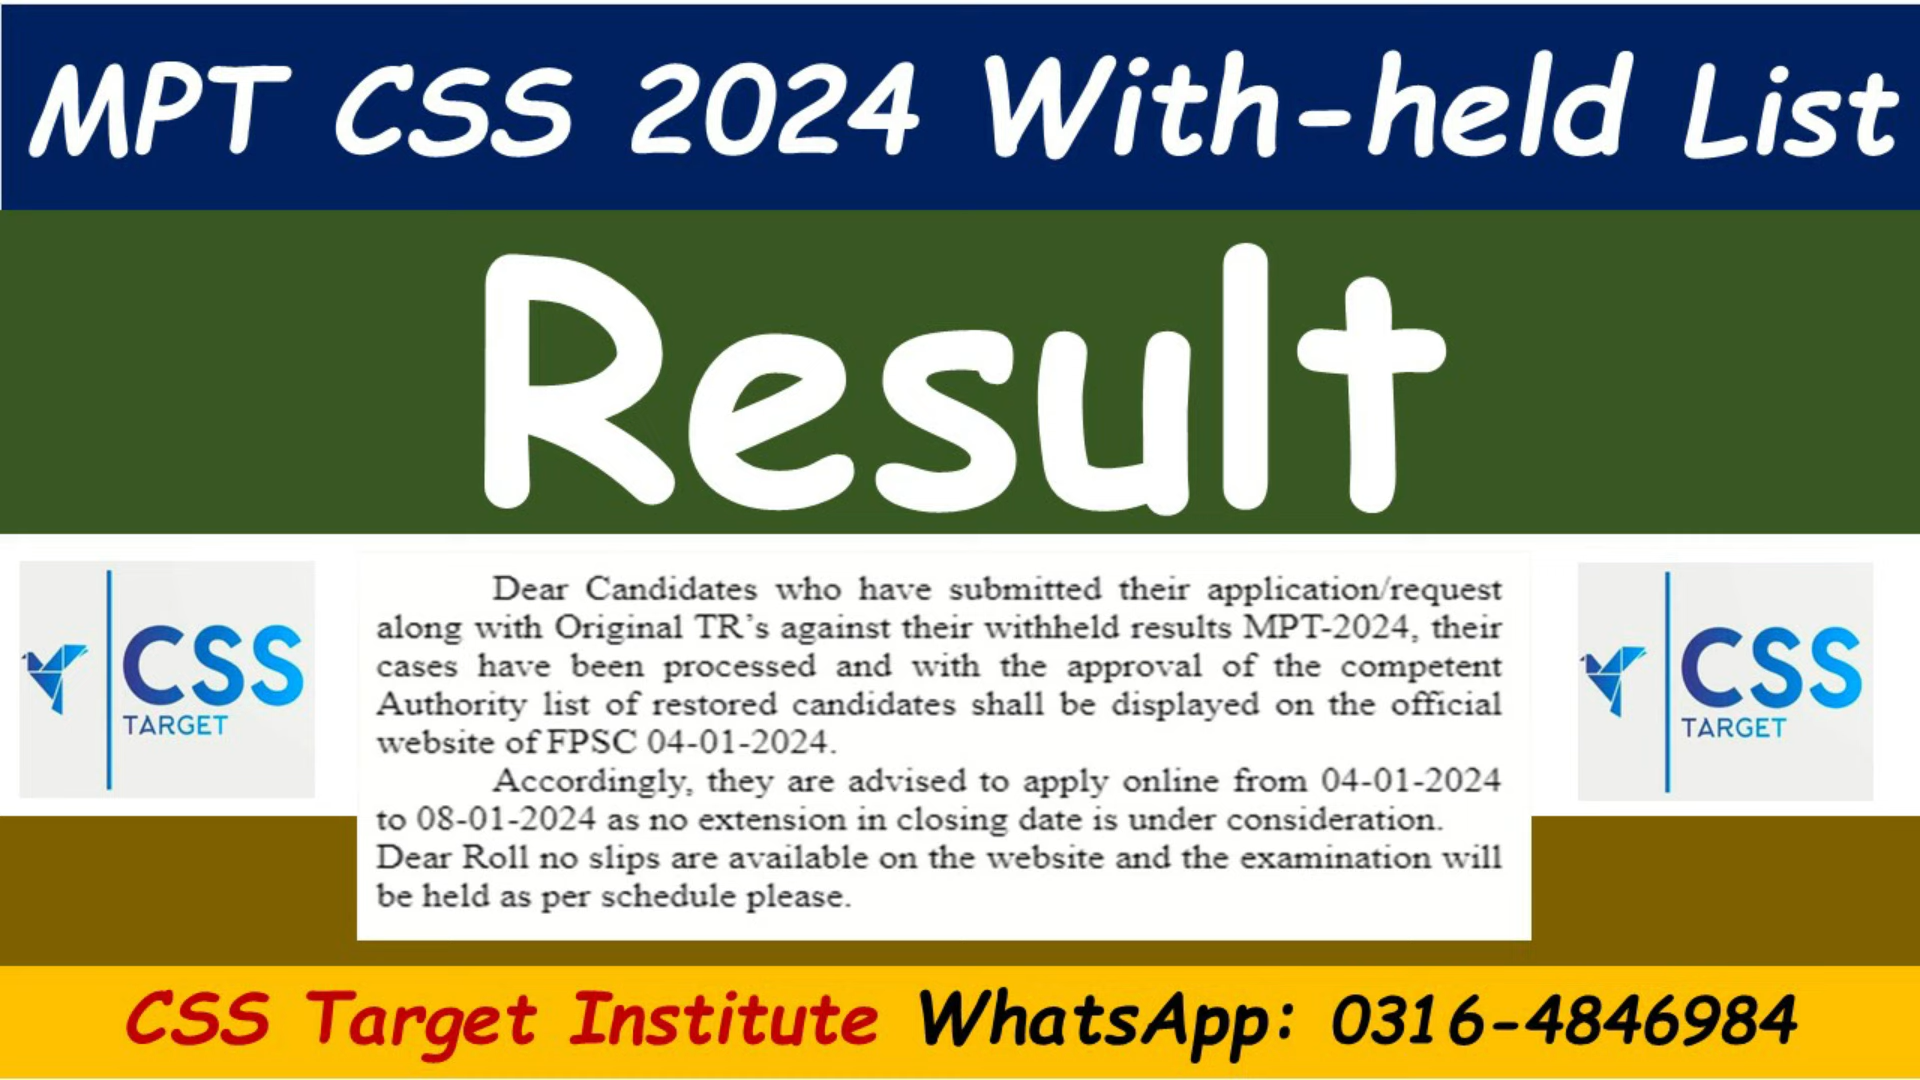 MPT CSS 2024 With-held List
Result
CSS
TARGET
Dear Candidates who have submitted their application/request
along with Original TR's against their withheld results MPT-2024, their
cases have been processed and with the approval of the competent
Authority list of restored candidates shall be displayed on the official
website of FPSC 04-01-2024.
Accordingly, they are advised to apply online from 04-01-2024
to 08-01-2024 as no extension in closing date is under consideration.
Dear Roll no slips are available on the website and the examination will
be held as per schedule please.
CSS
TARGET
CSS Target Institute WhatsApp: 0316-4846984